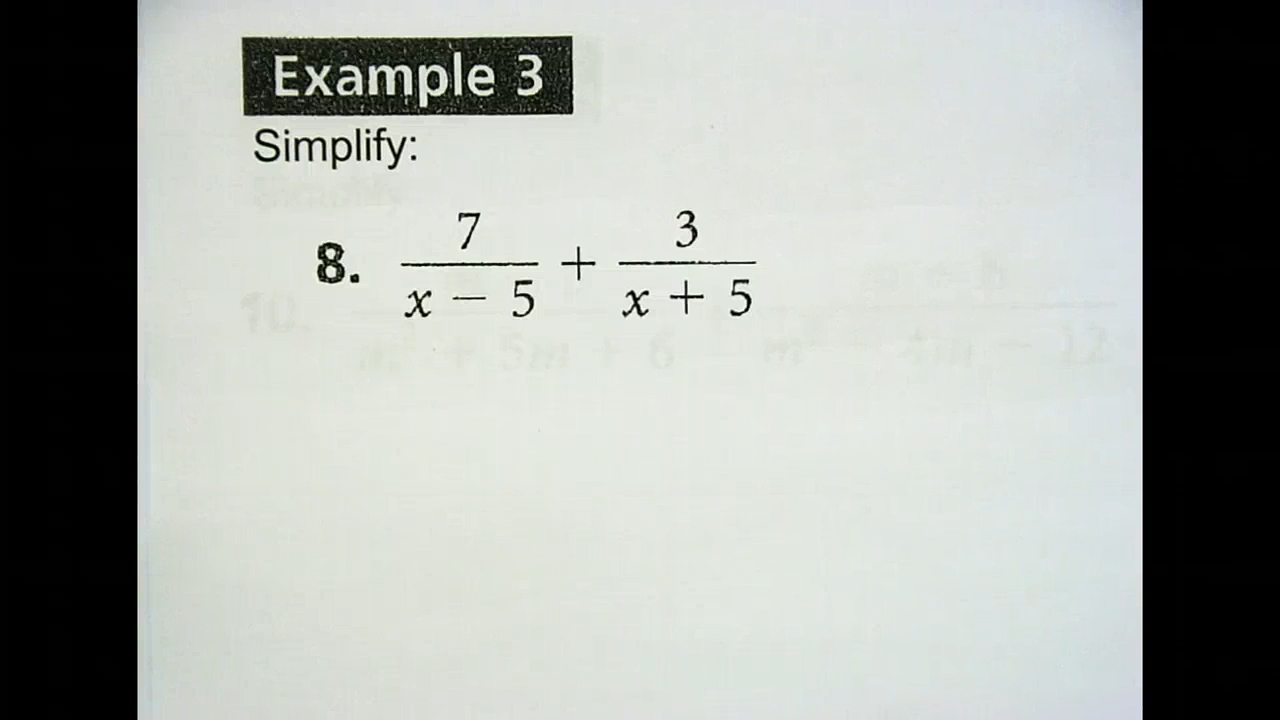 Example 3
Simplify:
8. 7/(x − 5) + 3/(x + 5)